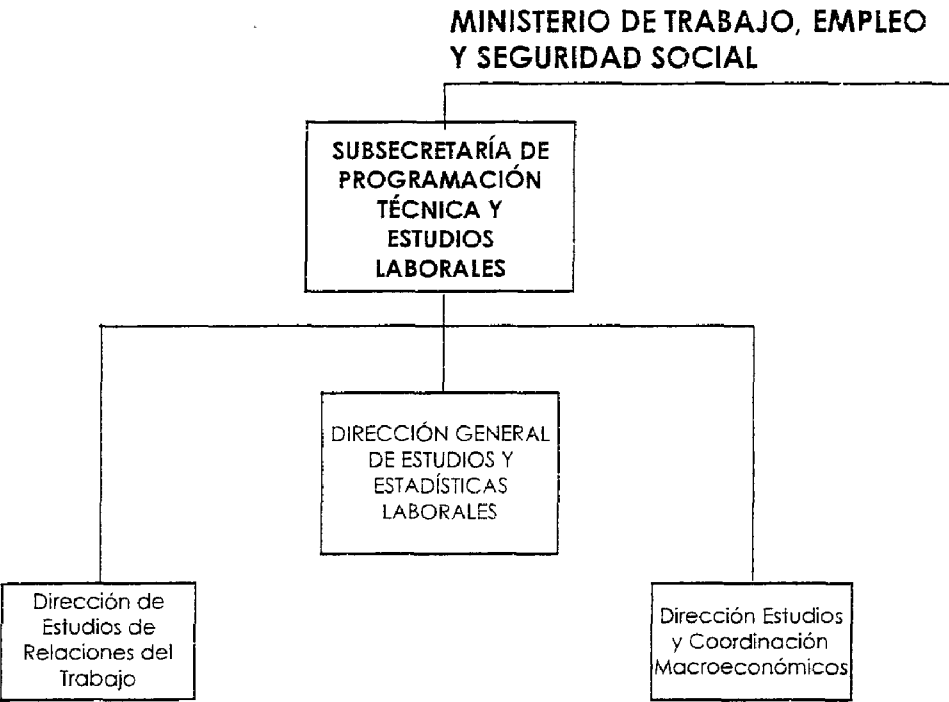 MINISTERIO DE TRABAJO, EMPLEO
Y SEGURIDAD SOCIAL
SUBSECRETARÍA DE
PROGRAMACIÓN
TÉCNICA Y
ESTUDIOS
LABORALES
DIRECCIÓN GENERAL
DE ESTUDIOS Y
ESTADÍSTICAS
LABORALES
Dirección de
Estudios de
Relaciones del
Trabajo
Dirección Estudios
y Coordinación
Macroeconómicos